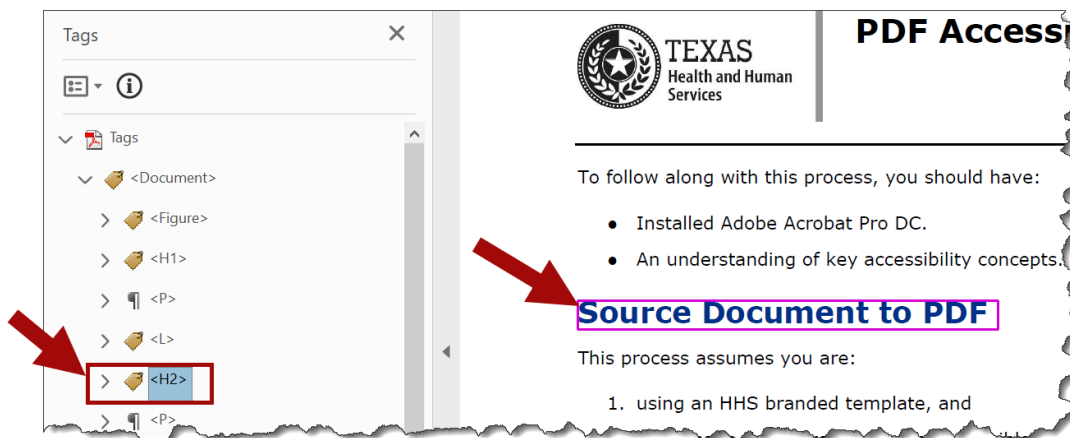 Tags
Tags
<Document>
<Figure>
<H1>
<P>
<L>
<H2>
<P>
TEXAS
Health and Human
Services
PDF Access
To follow along with this process, you should have:
● Installed Adobe Acrobat Pro DC.
● An understanding of key accessibility concepts.
Source Document to PDF
This process assumes you are:
1. using an HHS branded template, and